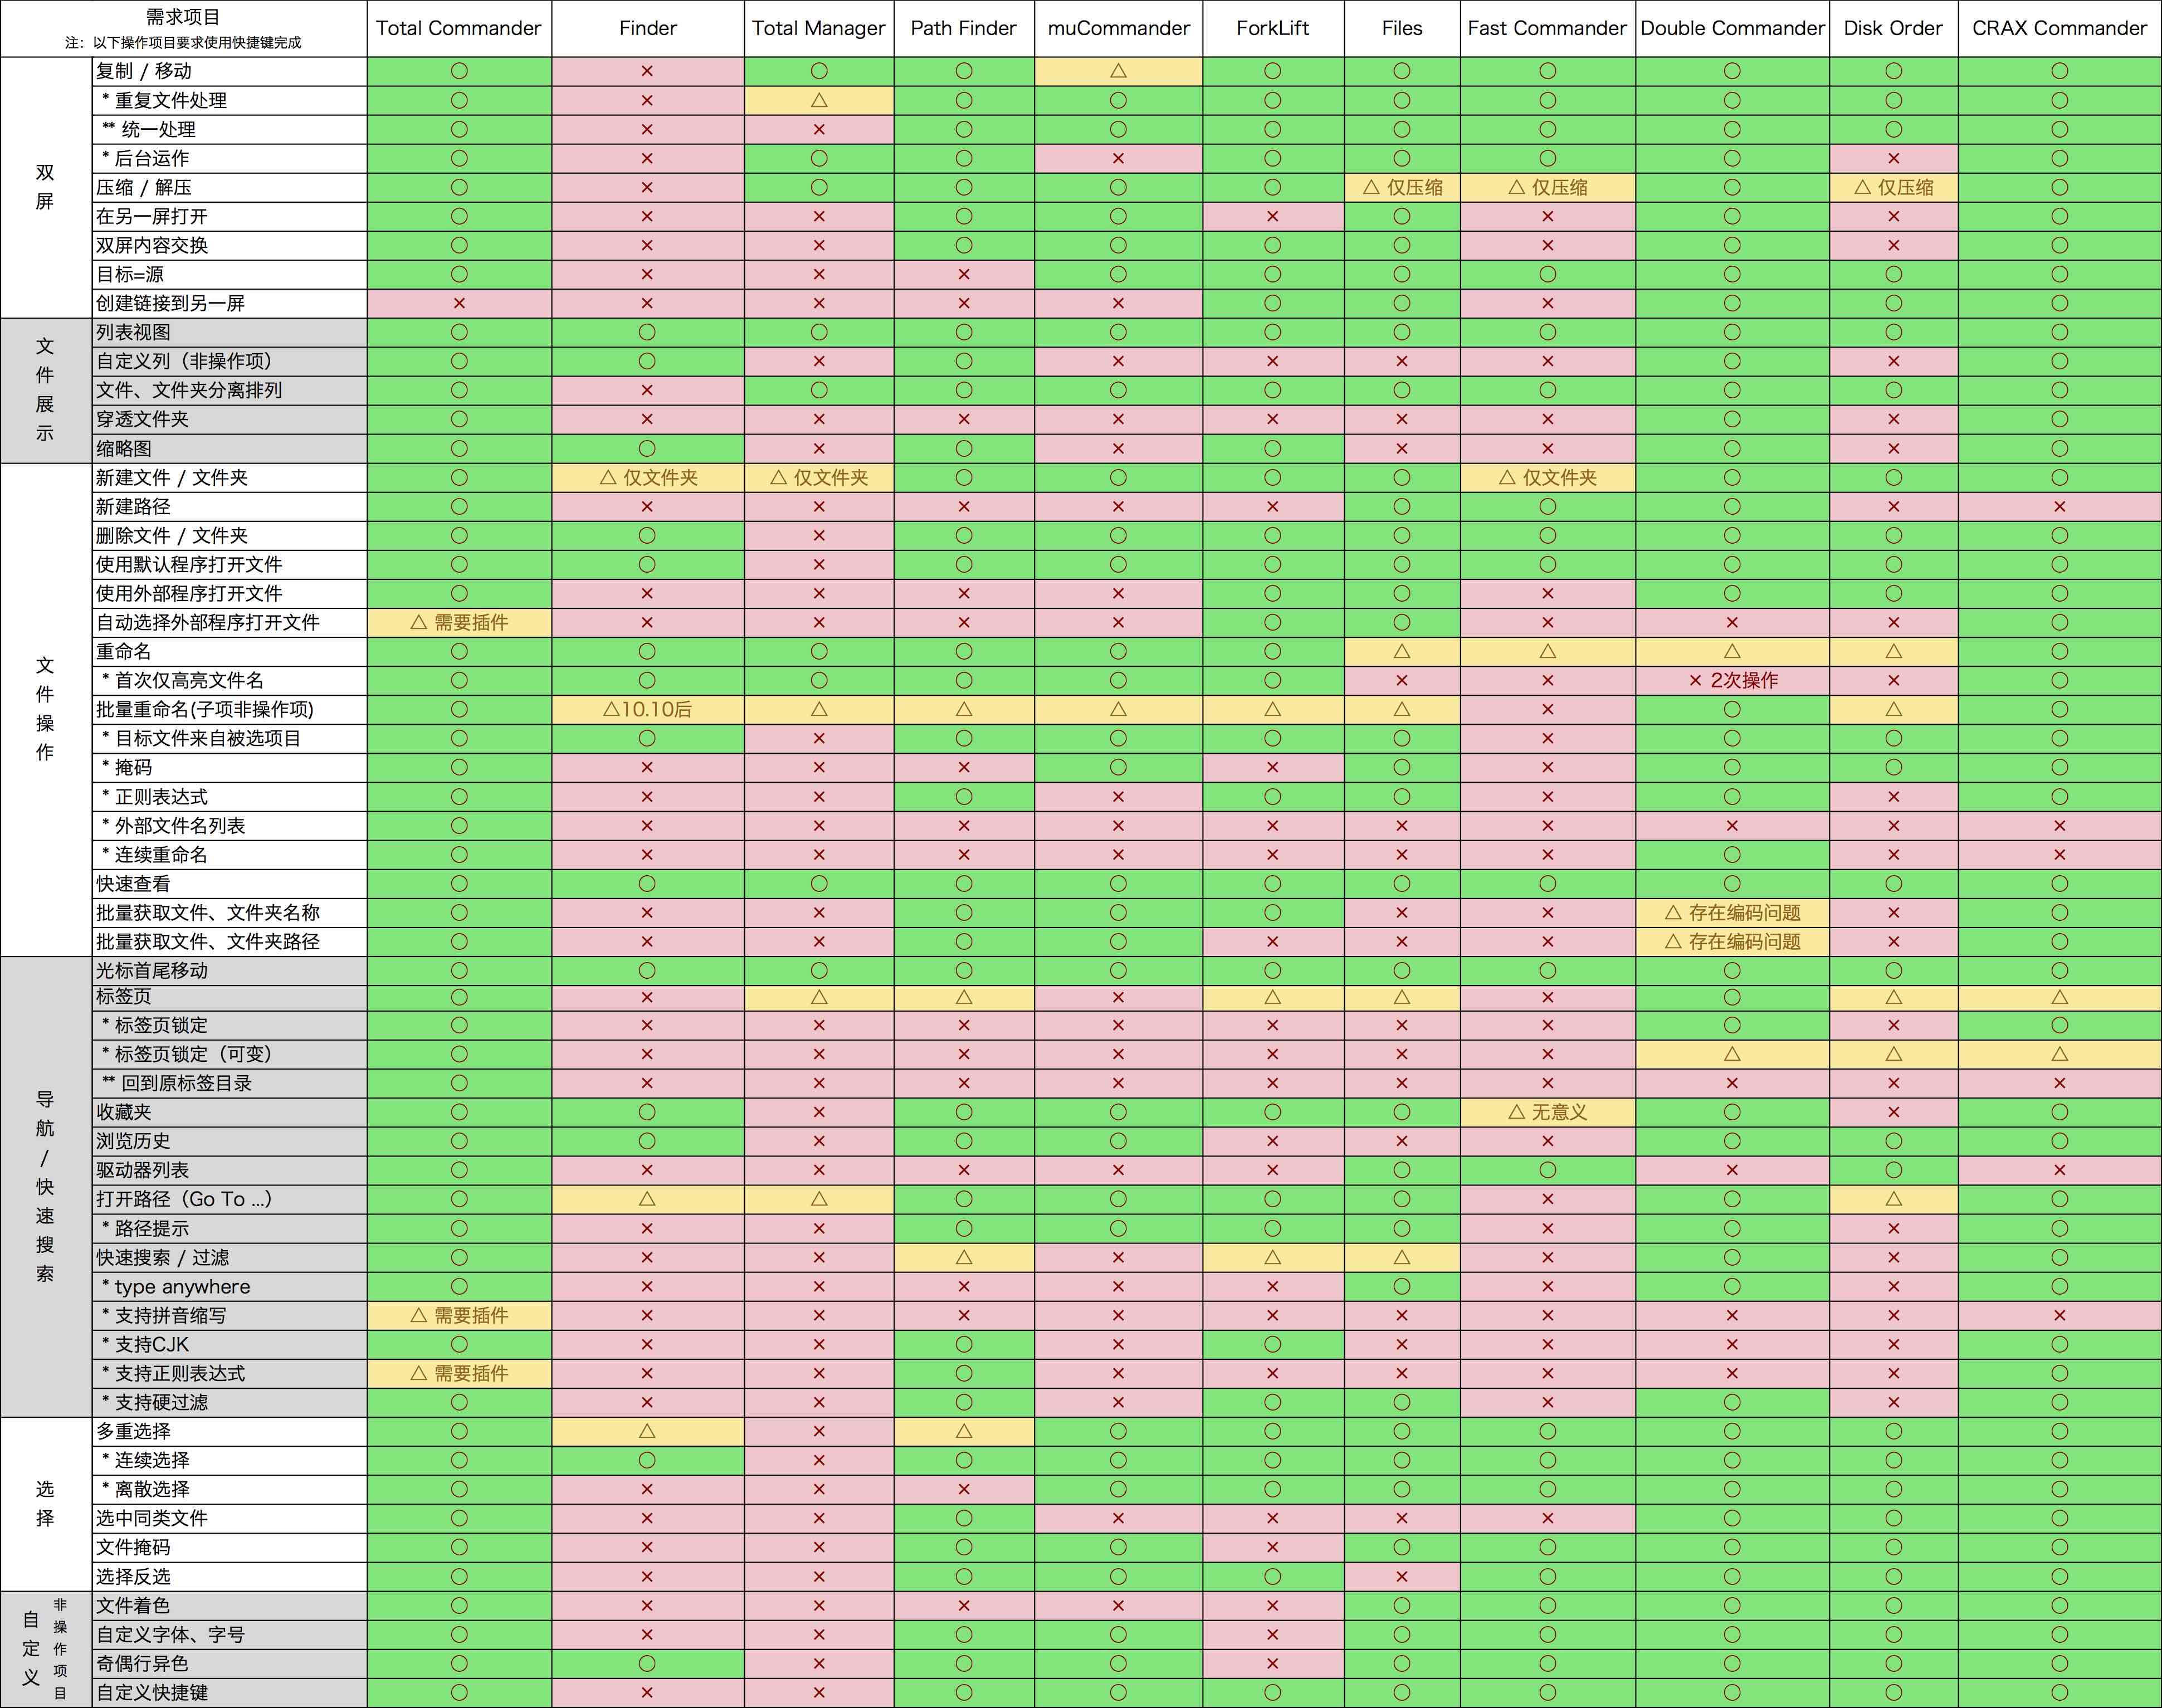 需求项目
注：以下操作项目要求使用快捷键完成
Total Commander Finder Total Manager Path Finder muCommander ForkLift Files Fast Commander Double Commander Disk Order CRAX Commander
双屏
复制 / 移动 ○ × ○ ○ △ ○ ○ ○ ○ ○ ○
* 重复文件处理 ○ × △ ○ ○ ○ ○ ○ ○ ○ ○
** 统一处理 ○ × × ○ ○ ○ ○ ○ ○ ○ ○
* 后台运作 ○ × ○ ○ × ○ ○ ○ ○ × ○
压缩 / 解压 ○ × ○ ○ ○ ○ △ 仅压缩 △ 仅压缩 ○ △ 仅压缩 ○
在另一屏打开 ○ × × ○ ○ × ○ × ○ × ○
双屏内容交换 ○ × × ○ ○ ○ ○ × ○ × ○
目标=源 ○ × × × ○ ○ ○ ○ ○ ○ ○
创建链接到另一屏 × × × × × ○ ○ × ○ ○ ○
文件展示
列表视图 ○ ○ ○ ○ ○ ○ ○ ○ ○ ○ ○
自定义列（非操作项） ○ ○ × ○ × × × × ○ × ○
文件、文件夹分离排列 ○ × ○ ○ ○ ○ ○ ○ ○ ○ ○
穿透文件夹 ○ × × × × × × × ○ × ○
缩略图 ○ ○ × ○ × ○ × × ○ × ○
文件操作
新建文件 / 文件夹 ○ △ 仅文件夹 △ 仅文件夹 ○ ○ ○ ○ △ 仅文件夹 ○ ○ ○
新建路径 ○ × × × × × ○ ○ ○ × ×
删除文件 / 文件夹 ○ ○ × ○ ○ ○ ○ ○ ○ ○ ○
使用默认程序打开文件 ○ ○ × ○ ○ ○ ○ ○ ○ ○ ○
使用外部程序打开文件 ○ × × × × ○ ○ × ○ ○ ○
自动选择外部程序打开文件 △ 需要插件 × × × × ○ ○ × × × ○
重命名 ○ ○ ○ ○ ○ ○ △ △ △ △ ○
* 首次仅高亮文件名 ○ ○ ○ ○ ○ ○ × × × 2次操作 × ○
批量重命名(子项非操作项) ○ △10.10后 △ △ △ △ △ × ○ △ ○
* 目标文件来自被选项目 ○ ○ × ○ ○ ○ ○ × ○ ○ ○
* 掩码 ○ × × × ○ × ○ × ○ ○ ○
* 正则表达式 ○ × × ○ × ○ ○ × ○ × ○
* 外部文件名列表 ○ × × × × × × × × × ×
* 连续重命名 ○ × × × × × × × ○ × ×
快速查看 ○ ○ ○ ○ ○ ○ ○ ○ ○ ○ ○
批量获取文件、文件夹名称 ○ × × ○ ○ ○ × × △ 存在编码问题 × ○
批量获取文件、文件夹路径 ○ × × ○ ○ × × × △ 存在编码问题 × ○
导航/快速搜索
光标首尾移动 ○ ○ ○ ○ ○ ○ ○ ○ ○ ○ ○
标签页 ○ × △ △ × △ △ × ○ △ △
* 标签页锁定 ○ × × × × × × × ○ × ○
* 标签页锁定（可变） ○ × × × × × × × △ △ △
** 回到原标签目录 ○ × × × × × × × × × ×
收藏夹 ○ ○ × ○ ○ ○ ○ △ 无意义 ○ × ○
浏览历史 ○ ○ × ○ ○ × × × ○ ○ ○
驱动器列表 ○ × × × × × ○ ○ × ○ ×
打开路径（Go To ...） ○ △ △ ○ ○ ○ ○ × ○ △ ○
* 路径提示 ○ × × ○ ○ ○ ○ × ○ × ○
快速搜索 / 过滤 ○ × × △ × △ △ × ○ × ○
* type anywhere ○ × × × × × ○ × ○ × ○
* 支持拼音缩写 △ 需要插件 × × × × × × × × × ×
* 支持CJK ○ × × ○ × ○ × × × × ○
* 支持正则表达式 △ 需要插件 × × ○ × × × × × × ○
* 支持硬过滤 ○ × × ○ × ○ ○ × ○ × ○
选择
多重选择 ○ △ × △ ○ ○ ○ ○ ○ ○ ○
* 连续选择 ○ ○ × ○ ○ ○ ○ ○ ○ ○ ○
* 离散选择 ○ × × × ○ ○ ○ ○ ○ ○ ○
选中同类文件 ○ × × ○ × × × × ○ ○ ○
文件掩码 ○ × × ○ ○ × ○ ○ ○ ○ ○
选择反选 ○ × × ○ ○ ○ × ○ ○ ○ ○
自定义
非操作项目
文件着色 ○ × × × × × ○ ○ ○ ○ ○
自定义字体、字号 ○ × × ○ ○ × ○ ○ ○ ○ ○
奇偶行异色 ○ ○ × ○ ○ × ○ ○ ○ ○ ○
自定义快捷键 ○ × × ○ ○ ○ ○ ○ ○ ○ ○